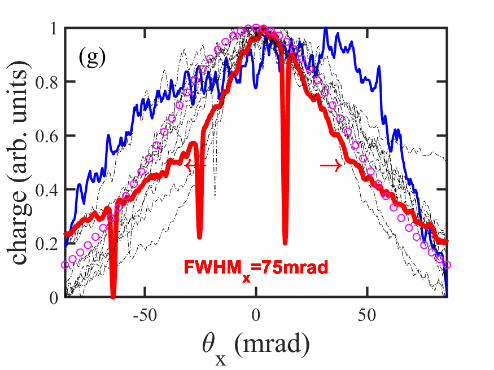 (g)
charge (arb. units)
1
0.8
0.6
0.4
0.2
0
FWHMx=75mrad
-50
0
50
θx (mrad)